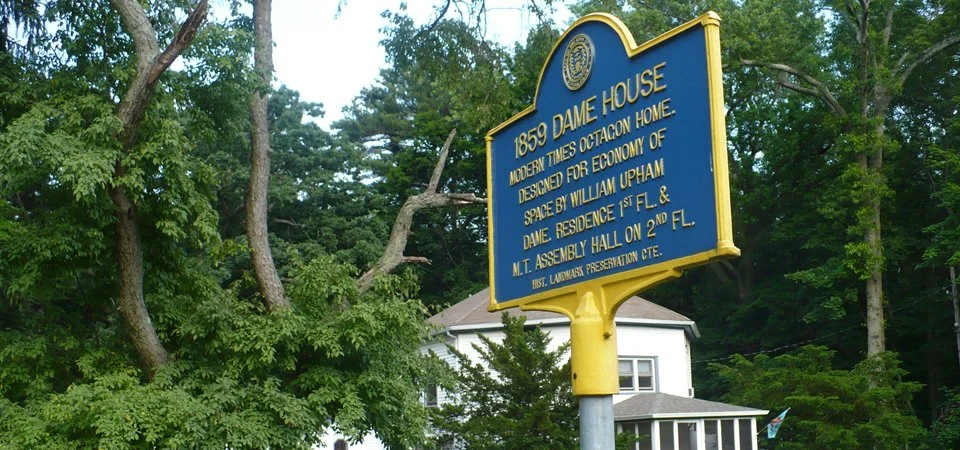 1859 DAME HOUSE
MODERN TIMES OCTAGON HOME.
DESIGNED FOR ECONOMY OF
SPACE BY WILLIAM UPHAM
DAME. RESIDENCE 1ST FL. &
M.T. ASSEMBLY HALL ON 2ND FL.
HIST. LANDMARK PRESERVATION CTE.